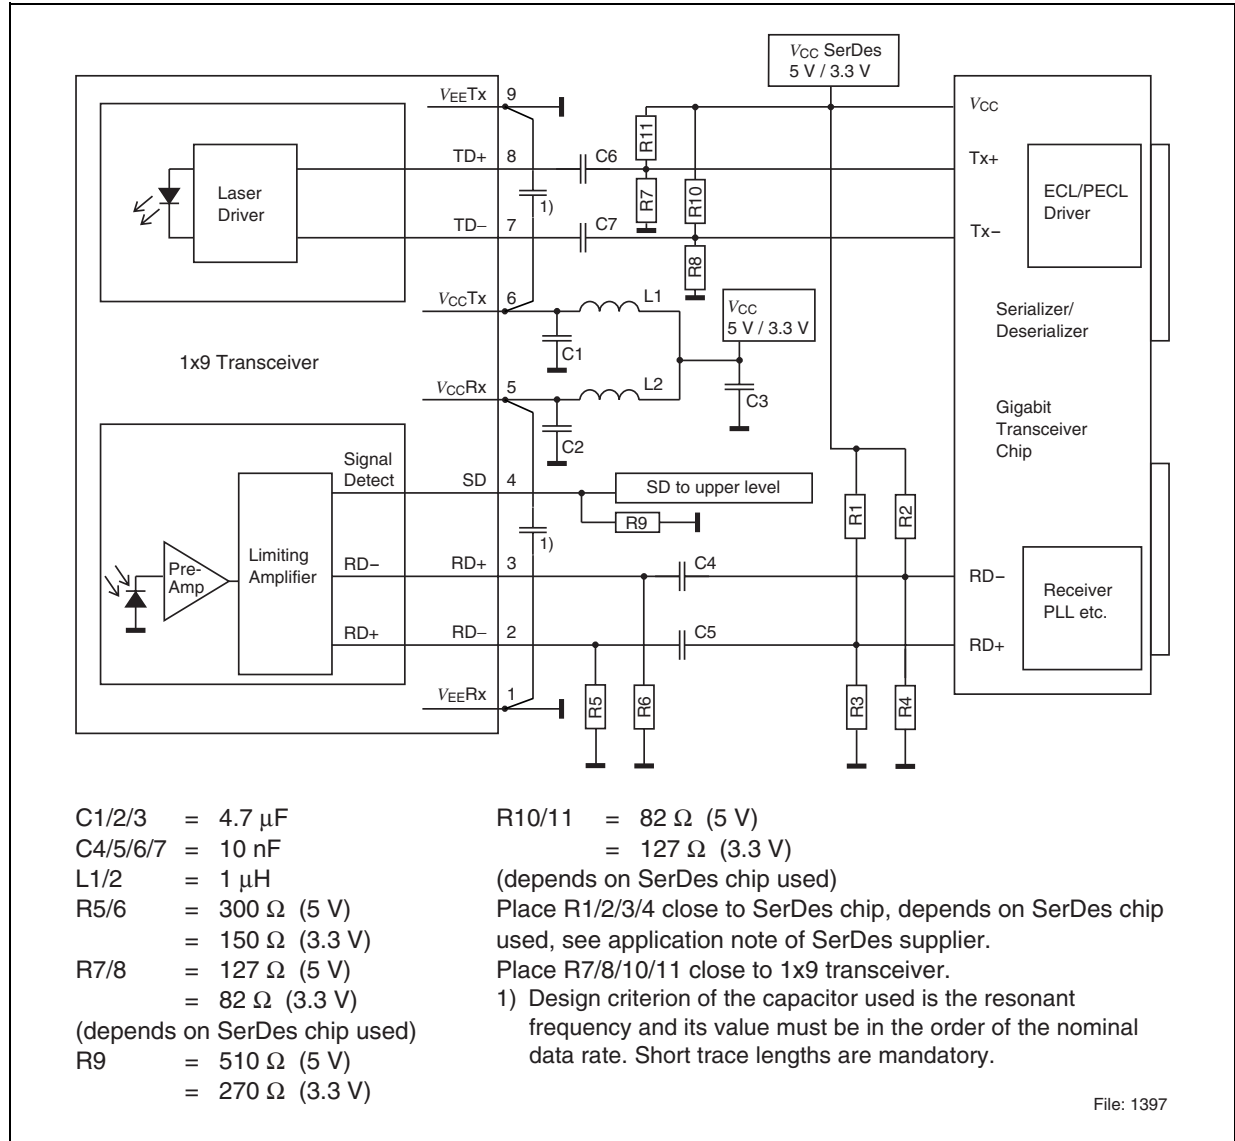 VCC SerDes
5 V / 3.3 V
VEETx 9
VCC
R11
TD+ 8
C6
Tx+
Laser
Driver
1)
R7
R10
ECL/PECL
Driver
TD− 7
C7
Tx−
R8
VCCTx 6
L1
VCC
5 V / 3.3 V
Serializer/
Deserializer
C1
1x9 Transceiver
VCCRx 5
L2
C3
Gigabit
Transceiver
Chip
C2
Signal
Detect
SD 4
SD to upper level
R9
R1
R2
1)
Pre-
Amp
Limiting
Amplifier
RD−
RD+ 3
C4
RD−
Receiver
PLL etc.
RD+
RD− 2
C5
RD+
VEERx 1
R5
R6
R3
R4
C1/2/3 = 4.7 μF
C4/5/6/7 = 10 nF
L1/2 = 1 μH
R5/6 = 300 Ω (5 V)
= 150 Ω (3.3 V)
R7/8 = 127 Ω (5 V)
= 82 Ω (3.3 V)
(depends on SerDes chip used)
R9 = 510 Ω (5 V)
= 270 Ω (3.3 V)
R10/11 = 82 Ω (5 V)
= 127 Ω (3.3 V)
(depends on SerDes chip used)
Place R1/2/3/4 close to SerDes chip, depends on SerDes chip
used, see application note of SerDes supplier.
Place R7/8/10/11 close to 1x9 transceiver.
1) Design criterion of the capacitor used is the resonant
frequency and its value must be in the order of the nominal
data rate. Short trace lengths are mandatory.
File: 1397